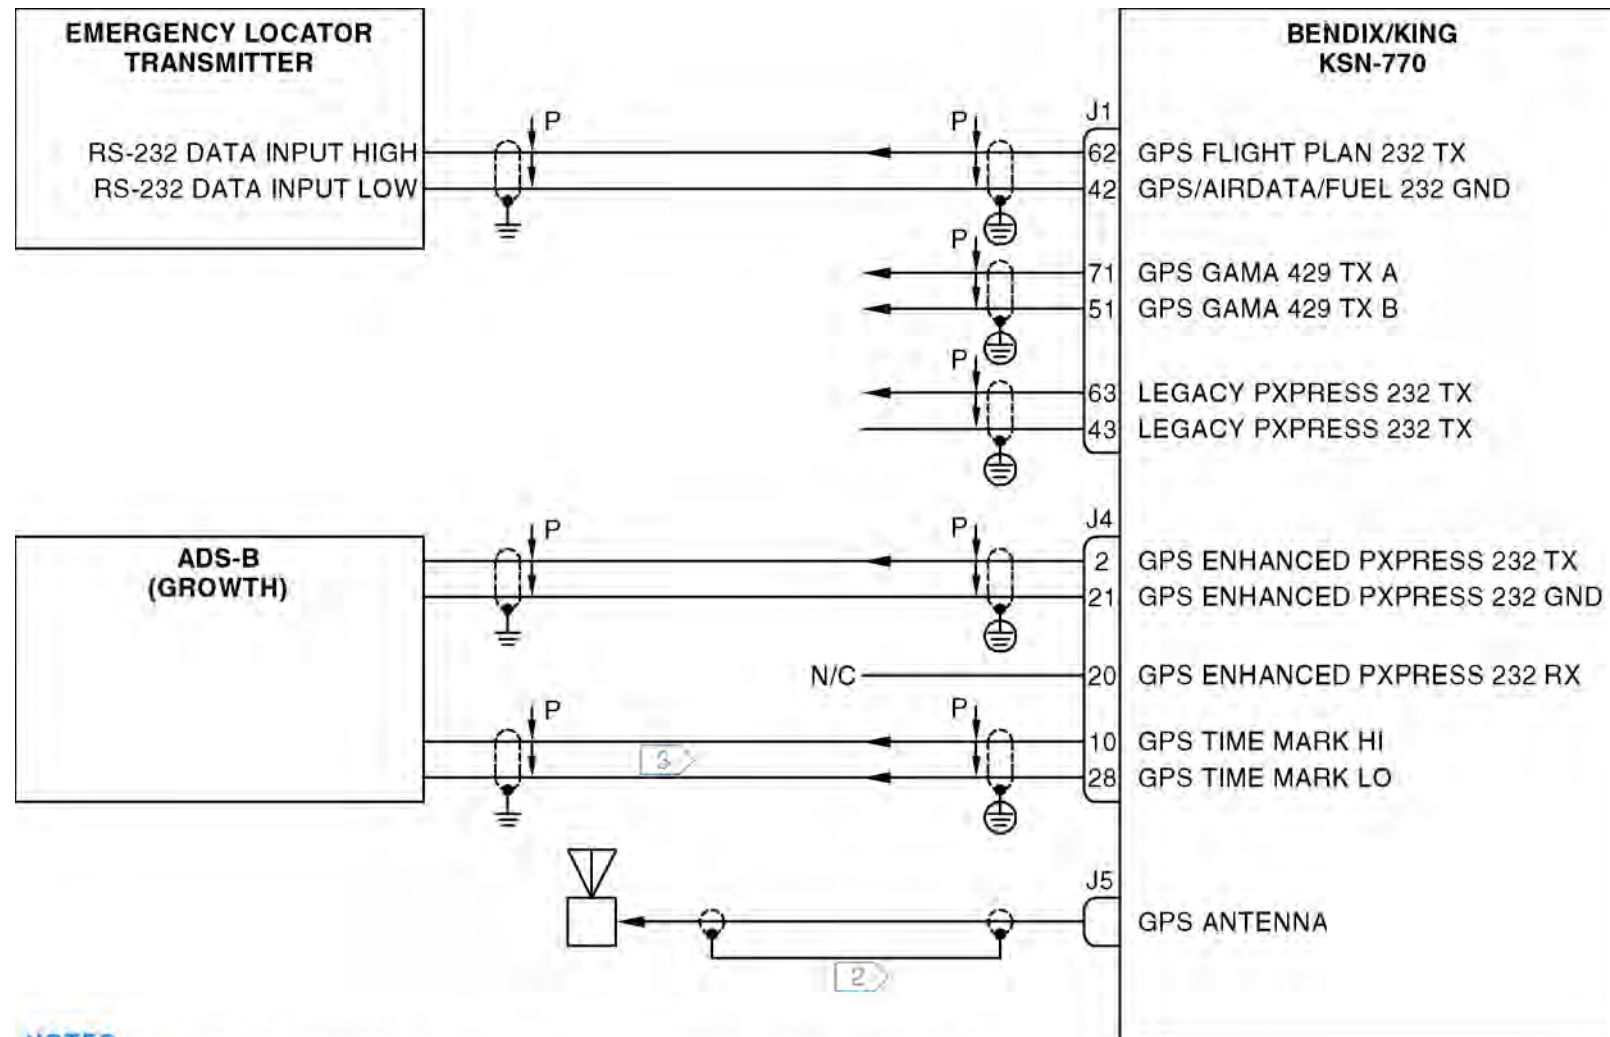 EMERGENCY LOCATOR
TRANSMITTER
BENDIX/KING
KSN-770
J1
P
P
RS-232 DATA INPUT HIGH
62
GPS FLIGHT PLAN 232 TX
RS-232 DATA INPUT LOW
42
GPS/AIRDATA/FUEL 232 GND
P
71
GPS GAMA 429 TX A
51
GPS GAMA 429 TX B
P
63
LEGACY PXPRESS 232 TX
43
LEGACY PXPRESS 232 TX
J4
P
P
ADS-B
(GROWTH)
2
GPS ENHANCED PXPRESS 232 TX
21
GPS ENHANCED PXPRESS 232 GND
N/C
20
GPS ENHANCED PXPRESS 232 RX
P
P
10
GPS TIME MARK HI
3
28
GPS TIME MARK LO
J5
GPS ANTENNA
2